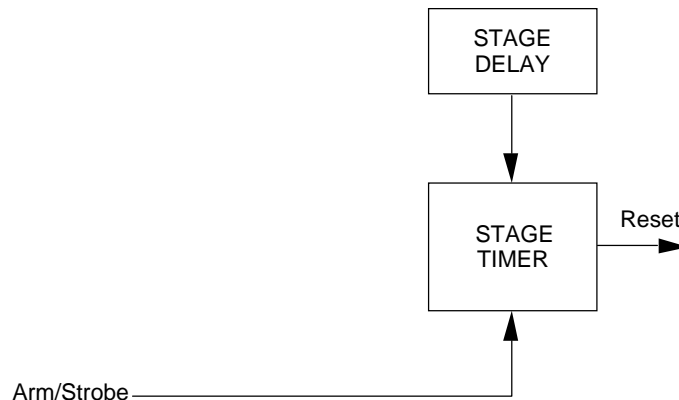 STAGE
DELAY
STAGE
TIMER
Reset
Arm/Strobe